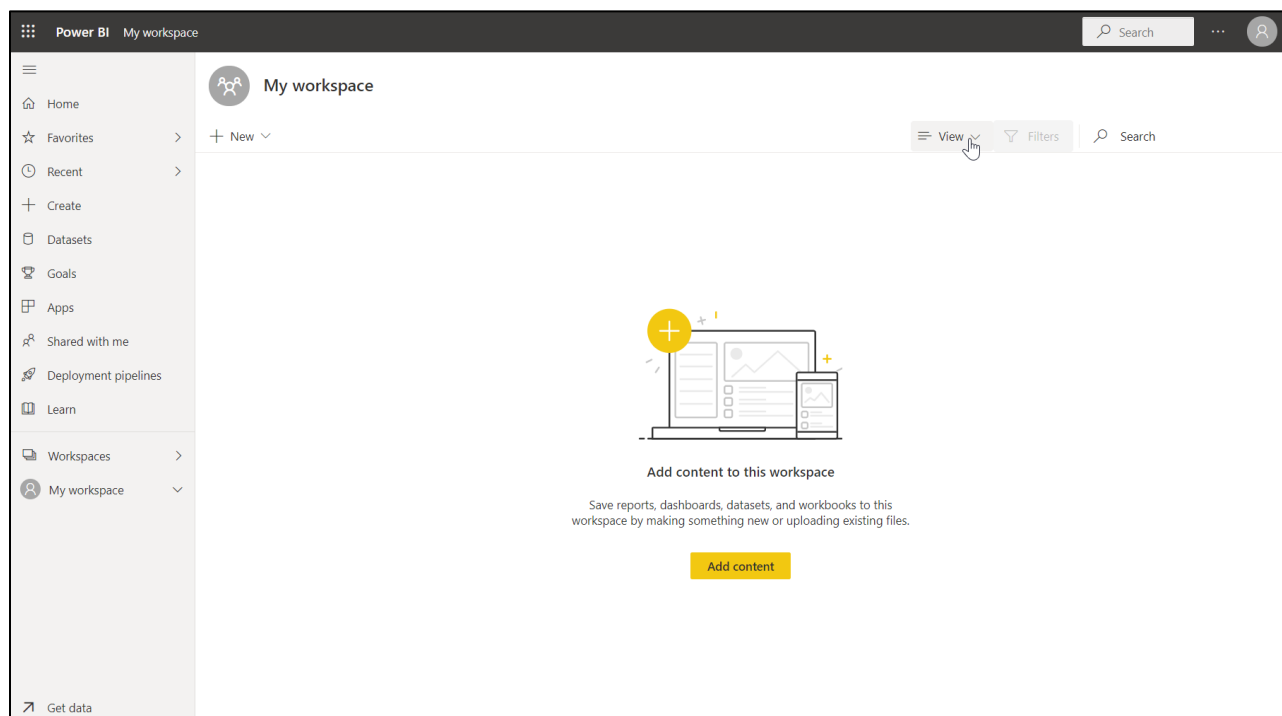 Power BI My workspace
Search
My workspace
Home
Favorites
Recent
Create
Datasets
Goals
Apps
Shared with me
Deployment pipelines
Learn
Workspaces
My workspace
Get data
New
View
Filters
Search
Add content to this workspace
Save reports, dashboards, datasets, and workbooks to this
workspace by making something new or uploading existing files.
Add content